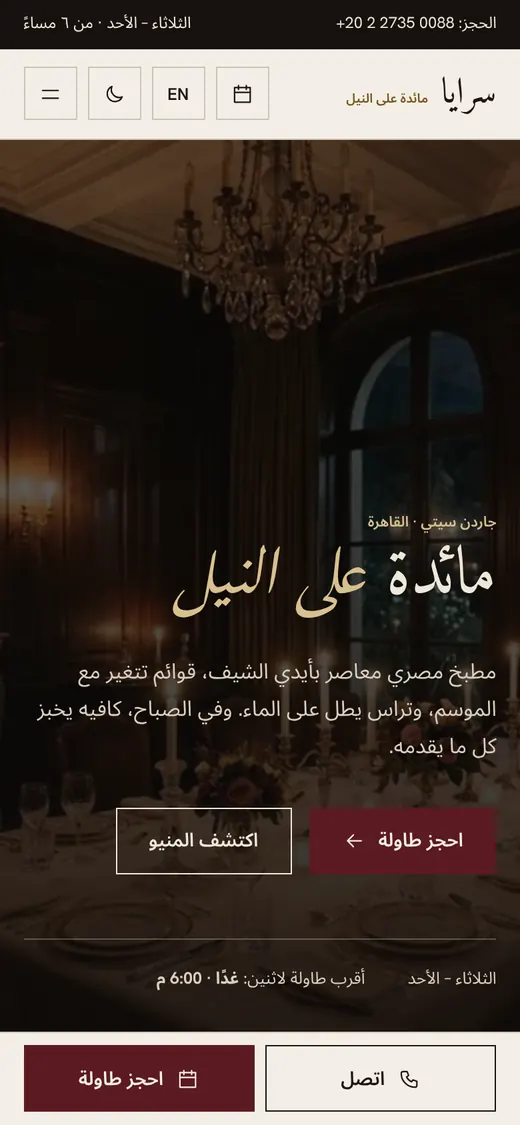 الحجز: ‎+20 2 2735 0088
الثلاثاء – الأحد · من ٦ مساءً
سرايا
مائدة على النيل
EN
جاردن سيتي · القاهرة
مائدة على النيل
مطبخ مصري معاصر بأيدي الشيف، قوائم تتغير مع
الموسم، وتراس يطل على الماء. وفي الصباح، كافيه يخبز
كل ما يقدمه.
احجز طاولة
اكتشف المنيو
الثلاثاء – الأحد
أقرب طاولة لاثنين: غدًا · 6:00 م
اتصل
احجز طاولة